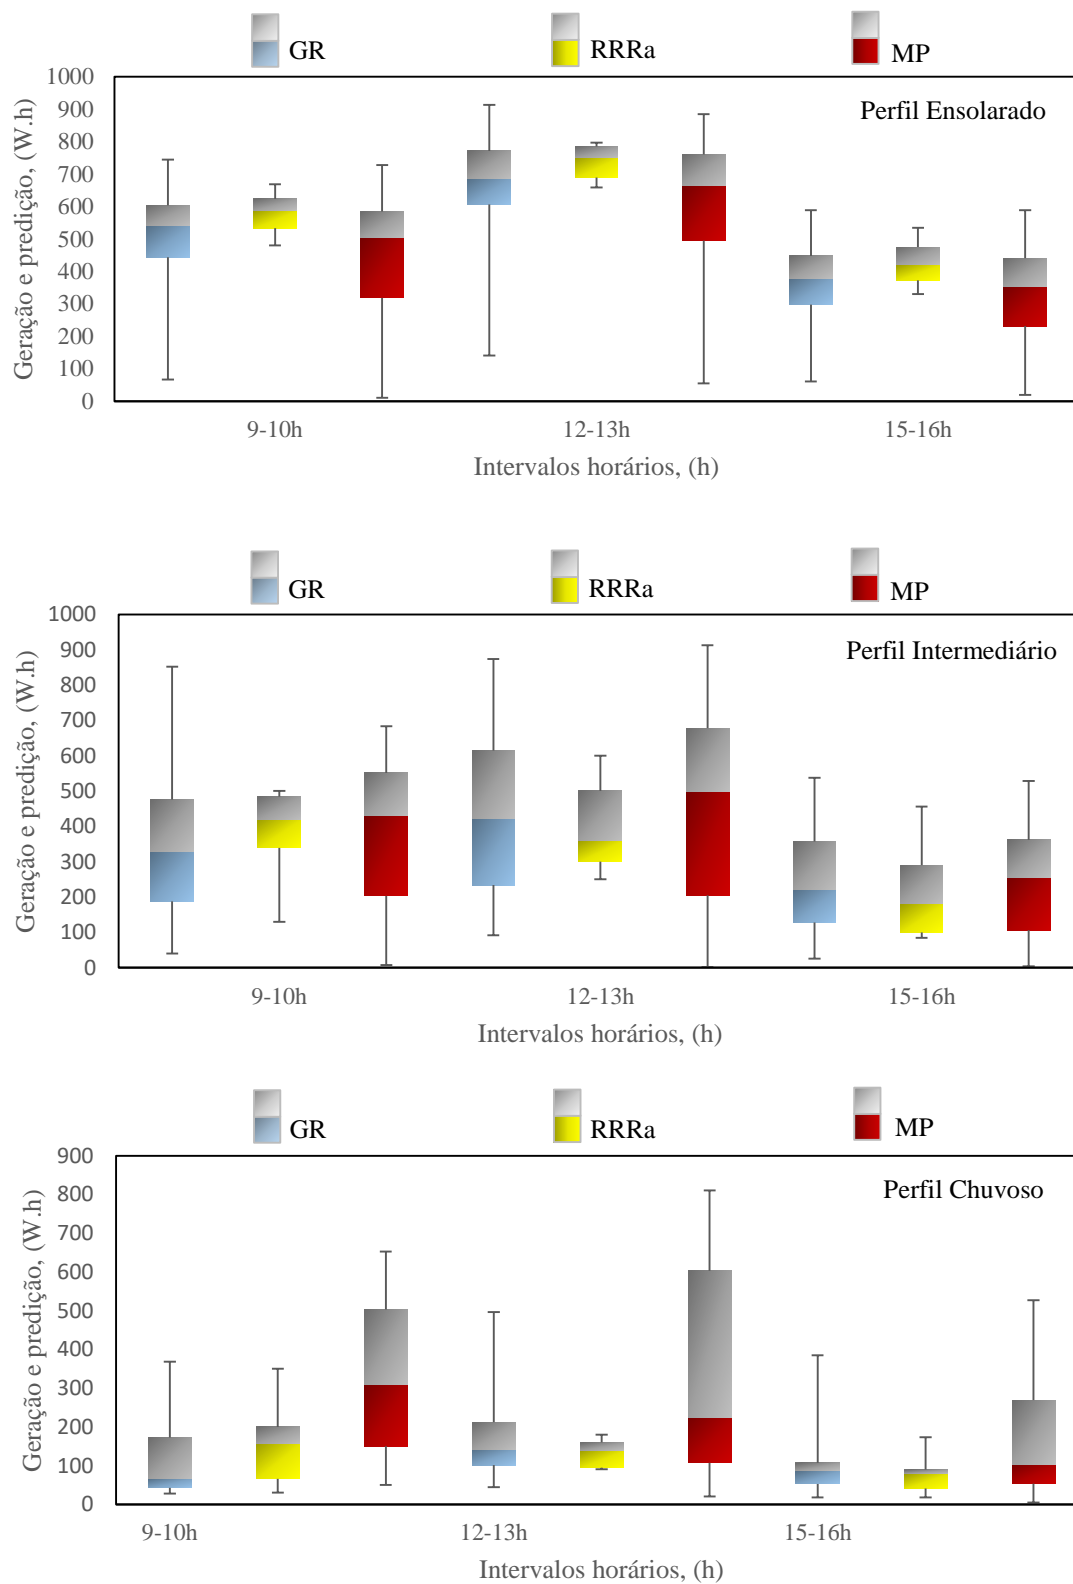 GR RRRa MP
Perfil Ensolarado
Geração e predição, (W.h)
1000
900
800
700
600
500
400
300
200
100
0
9-10h 12-13h 15-16h
Intervalos horários, (h)
GR RRRa MP
Perfil Intermediário
Geração e predição, (W.h)
1000
900
800
700
600
500
400
300
200
100
0
9-10h 12-13h 15-16h
Intervalos horários, (h)
GR RRRa MP
Perfil Chuvoso
Geração e predição, (W.h)
900
800
700
600
500
400
300
200
100
0
9-10h 12-13h 15-16h
Intervalos horários, (h)